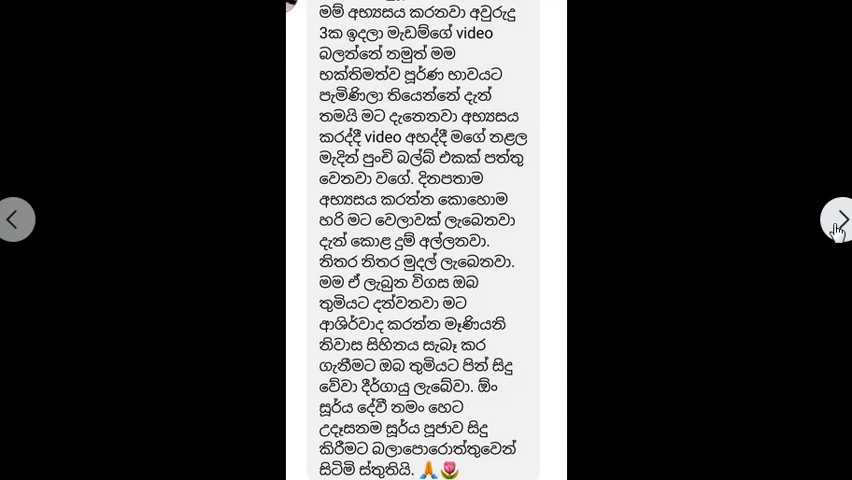 මම් අභ්‍යසය කරනවා අවුරුදු
3ක ඉදලා මැඩම්ගේ video
බලන්නේ නමුත් මම
භක්තිමත්ව පූර්ණ භාවයට
පැමිණිලා තියෙන්නේ දැන්
තමයි මට දැනෙනවා අභ්‍යසය
කරද්දී video අහද්දී මගේ නළල
මැදින් පුංචි බල්බ් එකක් පත්තු
වෙනවා වගේ. දිනපතාම
අභ්‍යසය කරන්න කොහොම
හරි මට වෙලාවක් ලැබෙනවා
දැන් කොළ දුම් අල්ලනවා.
නිතර නිතර මුදල් ලැබෙනවා.
මම ඒ ලැබුන විගස ඔබ
තුමියට දන්වනවා මට
ආශිර්වාද කරන්න මෑණියනි
නිවාස සිහිනය සැබෑ කර
ගැනීමට ඔබ තුමියට පින් සිදු
වේවා දීර්ගායු ලැබේවා. ඕං
සූර්ය දේවී නමං හෙට
උදෑසනම සූර්ය පූජාව සිදු
කිරීමට බලාපොරොත්තුවෙන්
සිටිමි ස්තුතියි. 🙏🌷